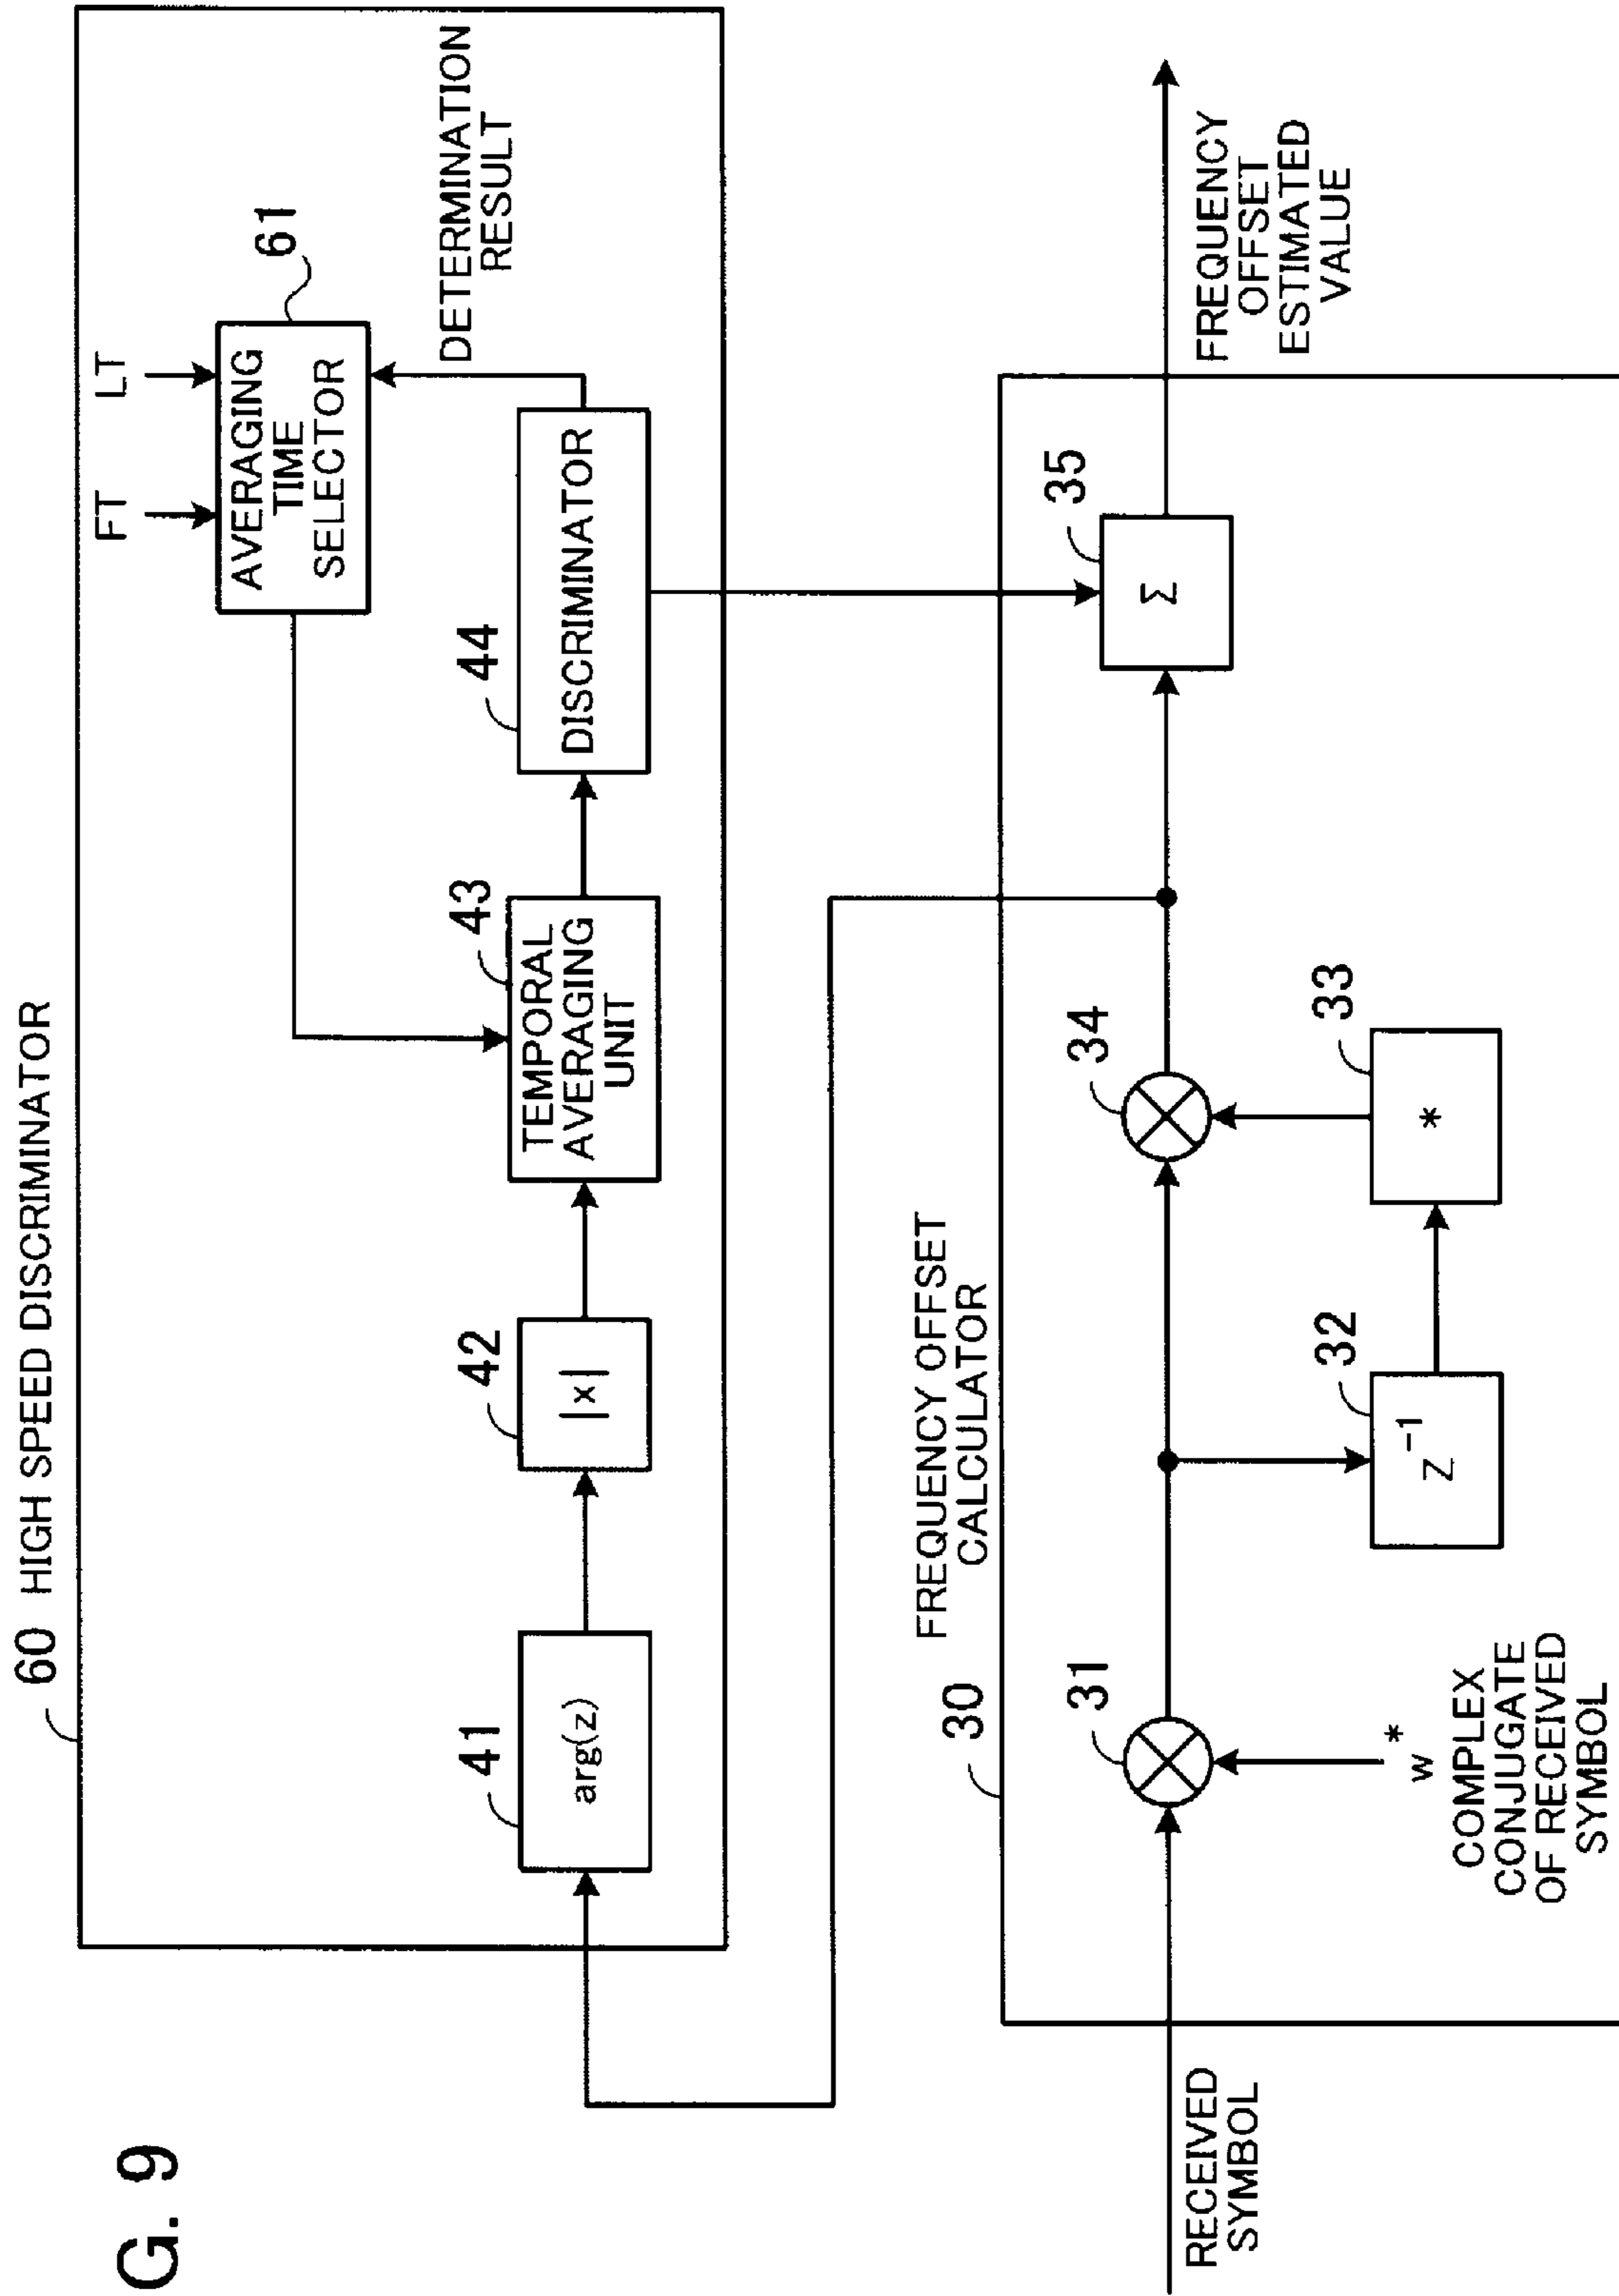 G. 9
60 HIGH SPEED DISCRIMINATOR
FT
LT
AVERAGING
TIME
SELECTOR
61
41
arg(z)
42
|x|
43
TEMPORAL
AVERAGING
UNIT
44
DISCRIMINATOR
DETERMINATION
RESULT
30
FREQUENCY OFFSET
CALCULATOR
RECEIVED
SYMBOL
31
w*
COMPLEX
CONJUGATE
OF RECEIVED
SYMBOL
32
Z-1
33
*
34
35
Σ
FREQUENCY
OFFSET
ESTIMATED
VALUE